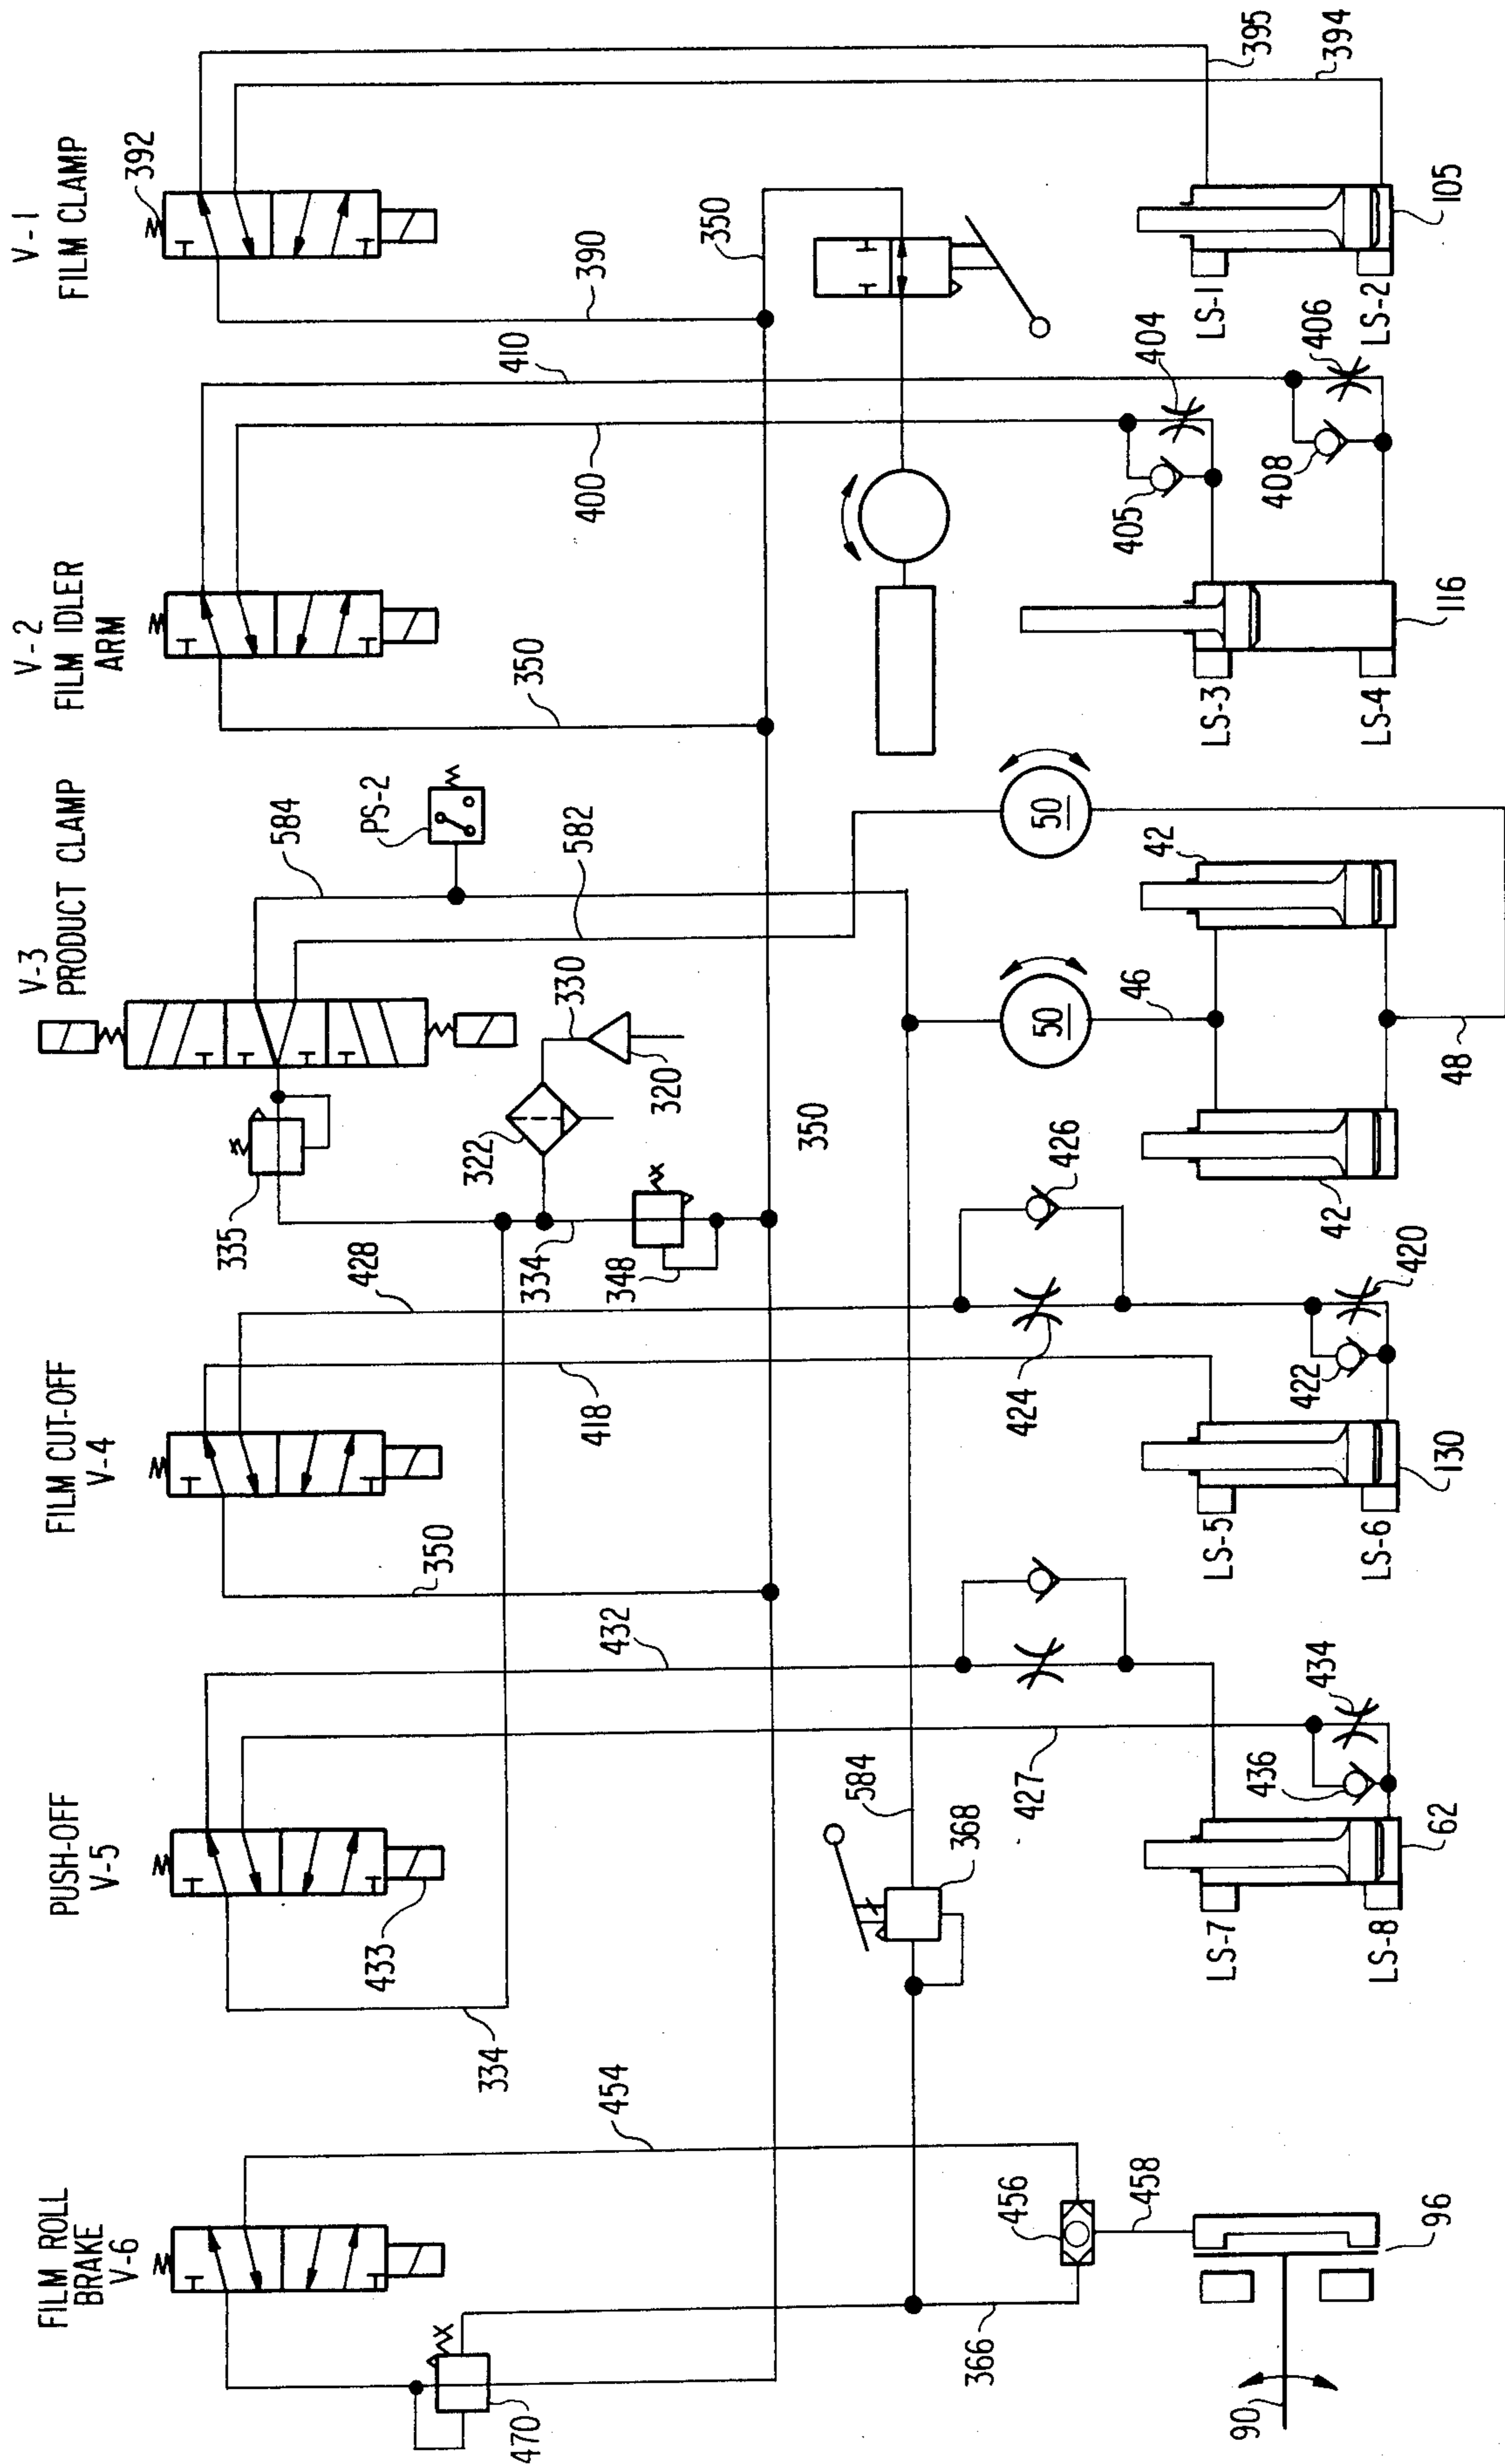 V-1
FILM CLAMP
392
395
394
390
350
105
LS-1
LS-2
V-2
FILM IDLER
ARM
410
400
404
405
406
408
350
116
LS-3
LS-4
V-3
PRODUCT CLAMP
584
PS-2
582
330
320
322
335
334
348
350
50
50
46
48
42
42
FILM CUT-OFF
V-4
428
418
350
426
424
420
422
130
LS-5
LS-6
PUSH-OFF
V-5
433
334
432
427
584
368
434
436
62
LS-7
LS-8
FILM ROLL
BRAKE
V-6
454
470
366
456
458
96
90